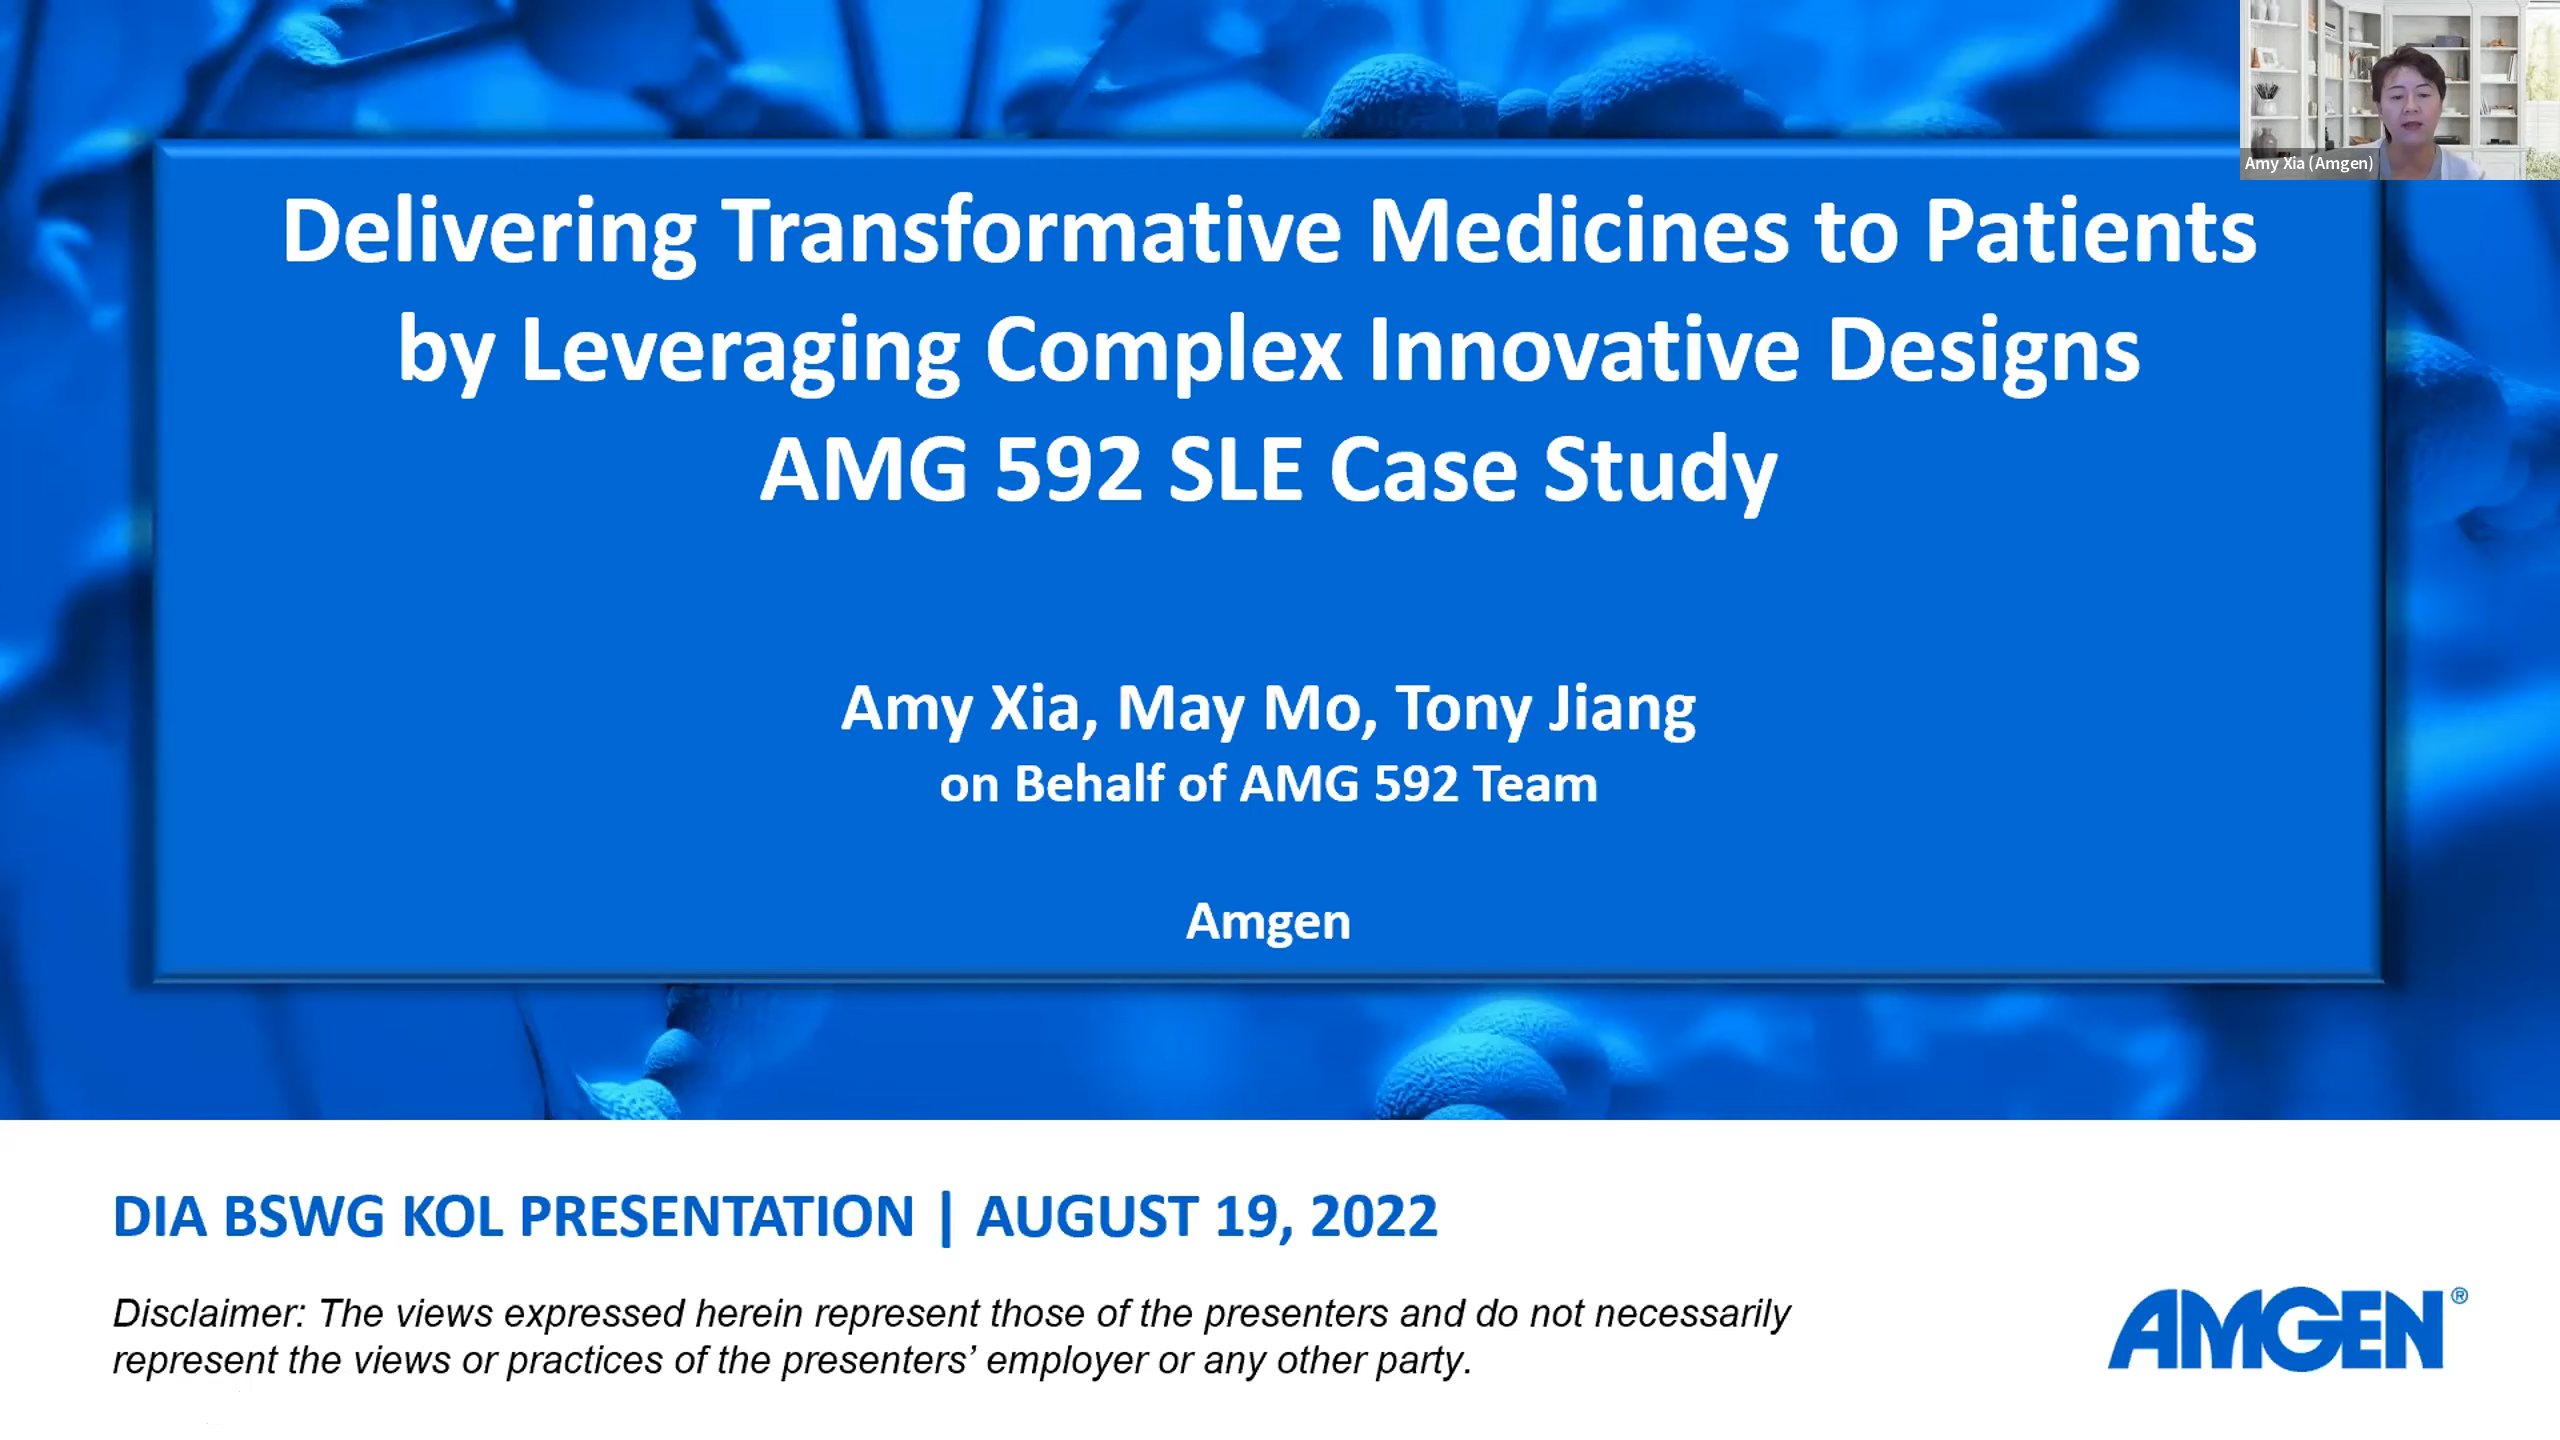 Amy Xia (Amgen)
Delivering Transformative Medicines to Patients
by Leveraging Complex Innovative Designs
AMG 592 SLE Case Study
Amy Xia, May Mo, Tony Jiang
on Behalf of AMG 592 Team
Amgen
DIA BSWG KOL PRESENTATION | AUGUST 19, 2022
Disclaimer: The views expressed herein represent those of the presenters and do not necessarily
represent the views or practices of the presenters’ employer or any other party.
AMGEN®